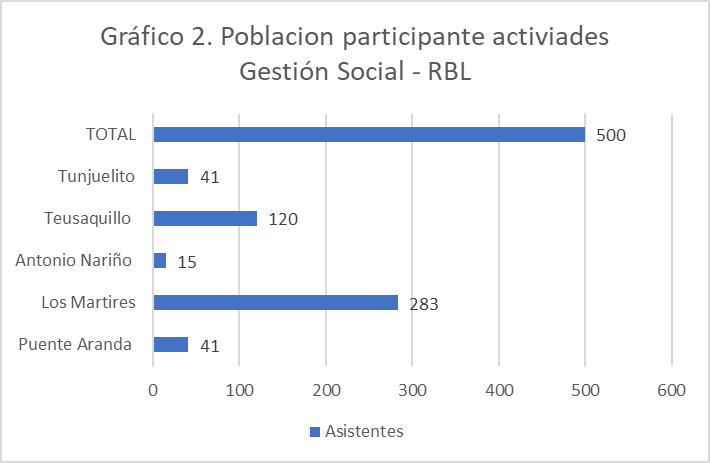 Gráfico 2. Poblacion participante activiades
Gestión Social - RBL
TOTAL 500
Tunjuelito 41
Teusaquillo 120
Antonio Nariño 15
Los Martires 283
Puente Aranda 41
0 100 200 300 400 500 600
Asistentes